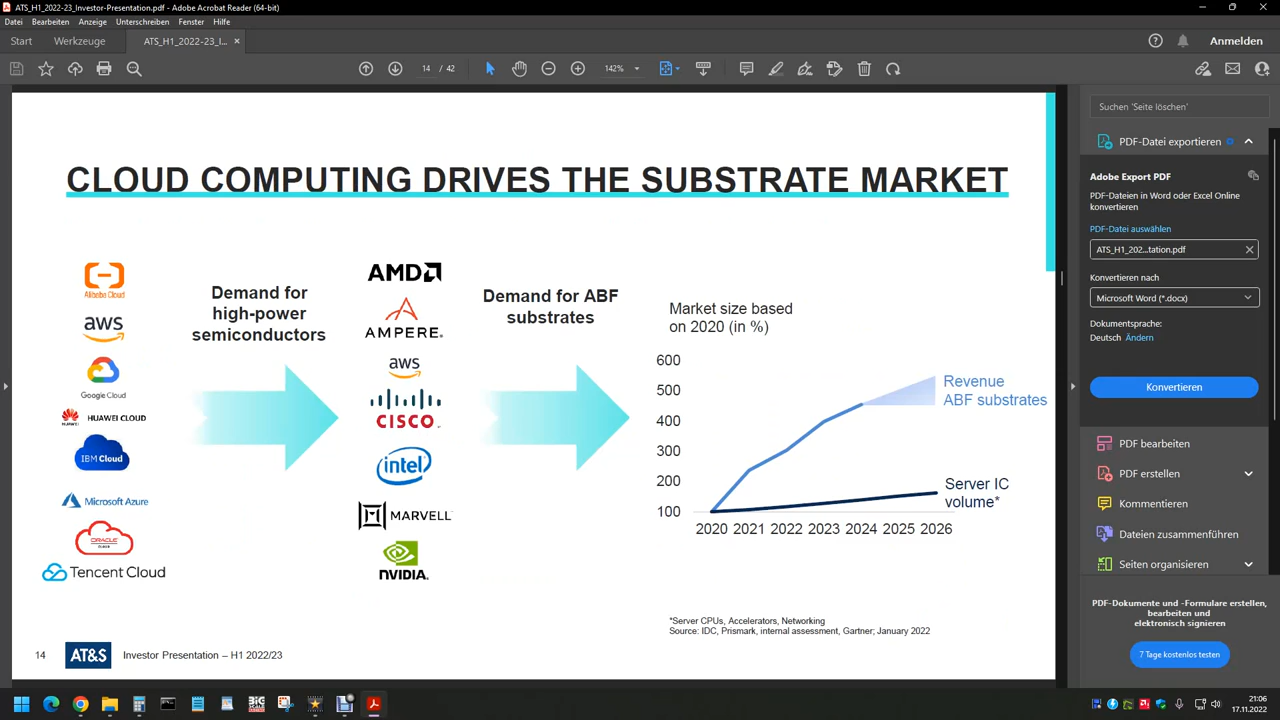 ATS_H1_2022-23_Investor-Presentation.pdf - Adobe Acrobat Reader (64-bit)
Datei Bearbeiten Anzeige Unterschreiben Fenster Hilfe
Start Werkzeuge ATS_H1_2022-23_I... × Anmelden
14 / 42 142%
CLOUD COMPUTING DRIVES THE SUBSTRATE MARKET
Alibaba Cloud
aws
Google Cloud
HUAWEI
HUAWEI CLOUD
IBM Cloud
Microsoft Azure
ORACLE
Tencent Cloud
Demand for
high-power
semiconductors
AMD
AMPERE.
aws
CISCO
intel
MARVELL
NVIDIA.
Demand for ABF
substrates
Market size based
on 2020 (in %)
600
500
400
300
200
100
2020 2021 2022 2023 2024 2025 2026
Revenue
ABF substrates
Server IC
volume*
*Server CPUs, Accelerators, Networking
Source: IDC, Prismark, internal assessment, Gartner; January 2022
14 AT&S Investor Presentation – H1 2022/23
Suchen 'Seite löschen'
PDF-Datei exportieren
Adobe Export PDF
PDF-Dateien in Word oder Excel Online
konvertieren
PDF-Datei auswählen
ATS_H1_202...tation.pdf
Konvertieren nach
Microsoft Word (*.docx)
Dokumentsprache:
Deutsch Ändern
Konvertieren
PDF bearbeiten
PDF erstellen
Kommentieren
Dateien zusammenführen
Seiten organisieren
PDF-Dokumente und -Formulare erstellen,
bearbeiten und
elektronisch signieren
7 Tage kostenlos testen
21:06
17.11.2022